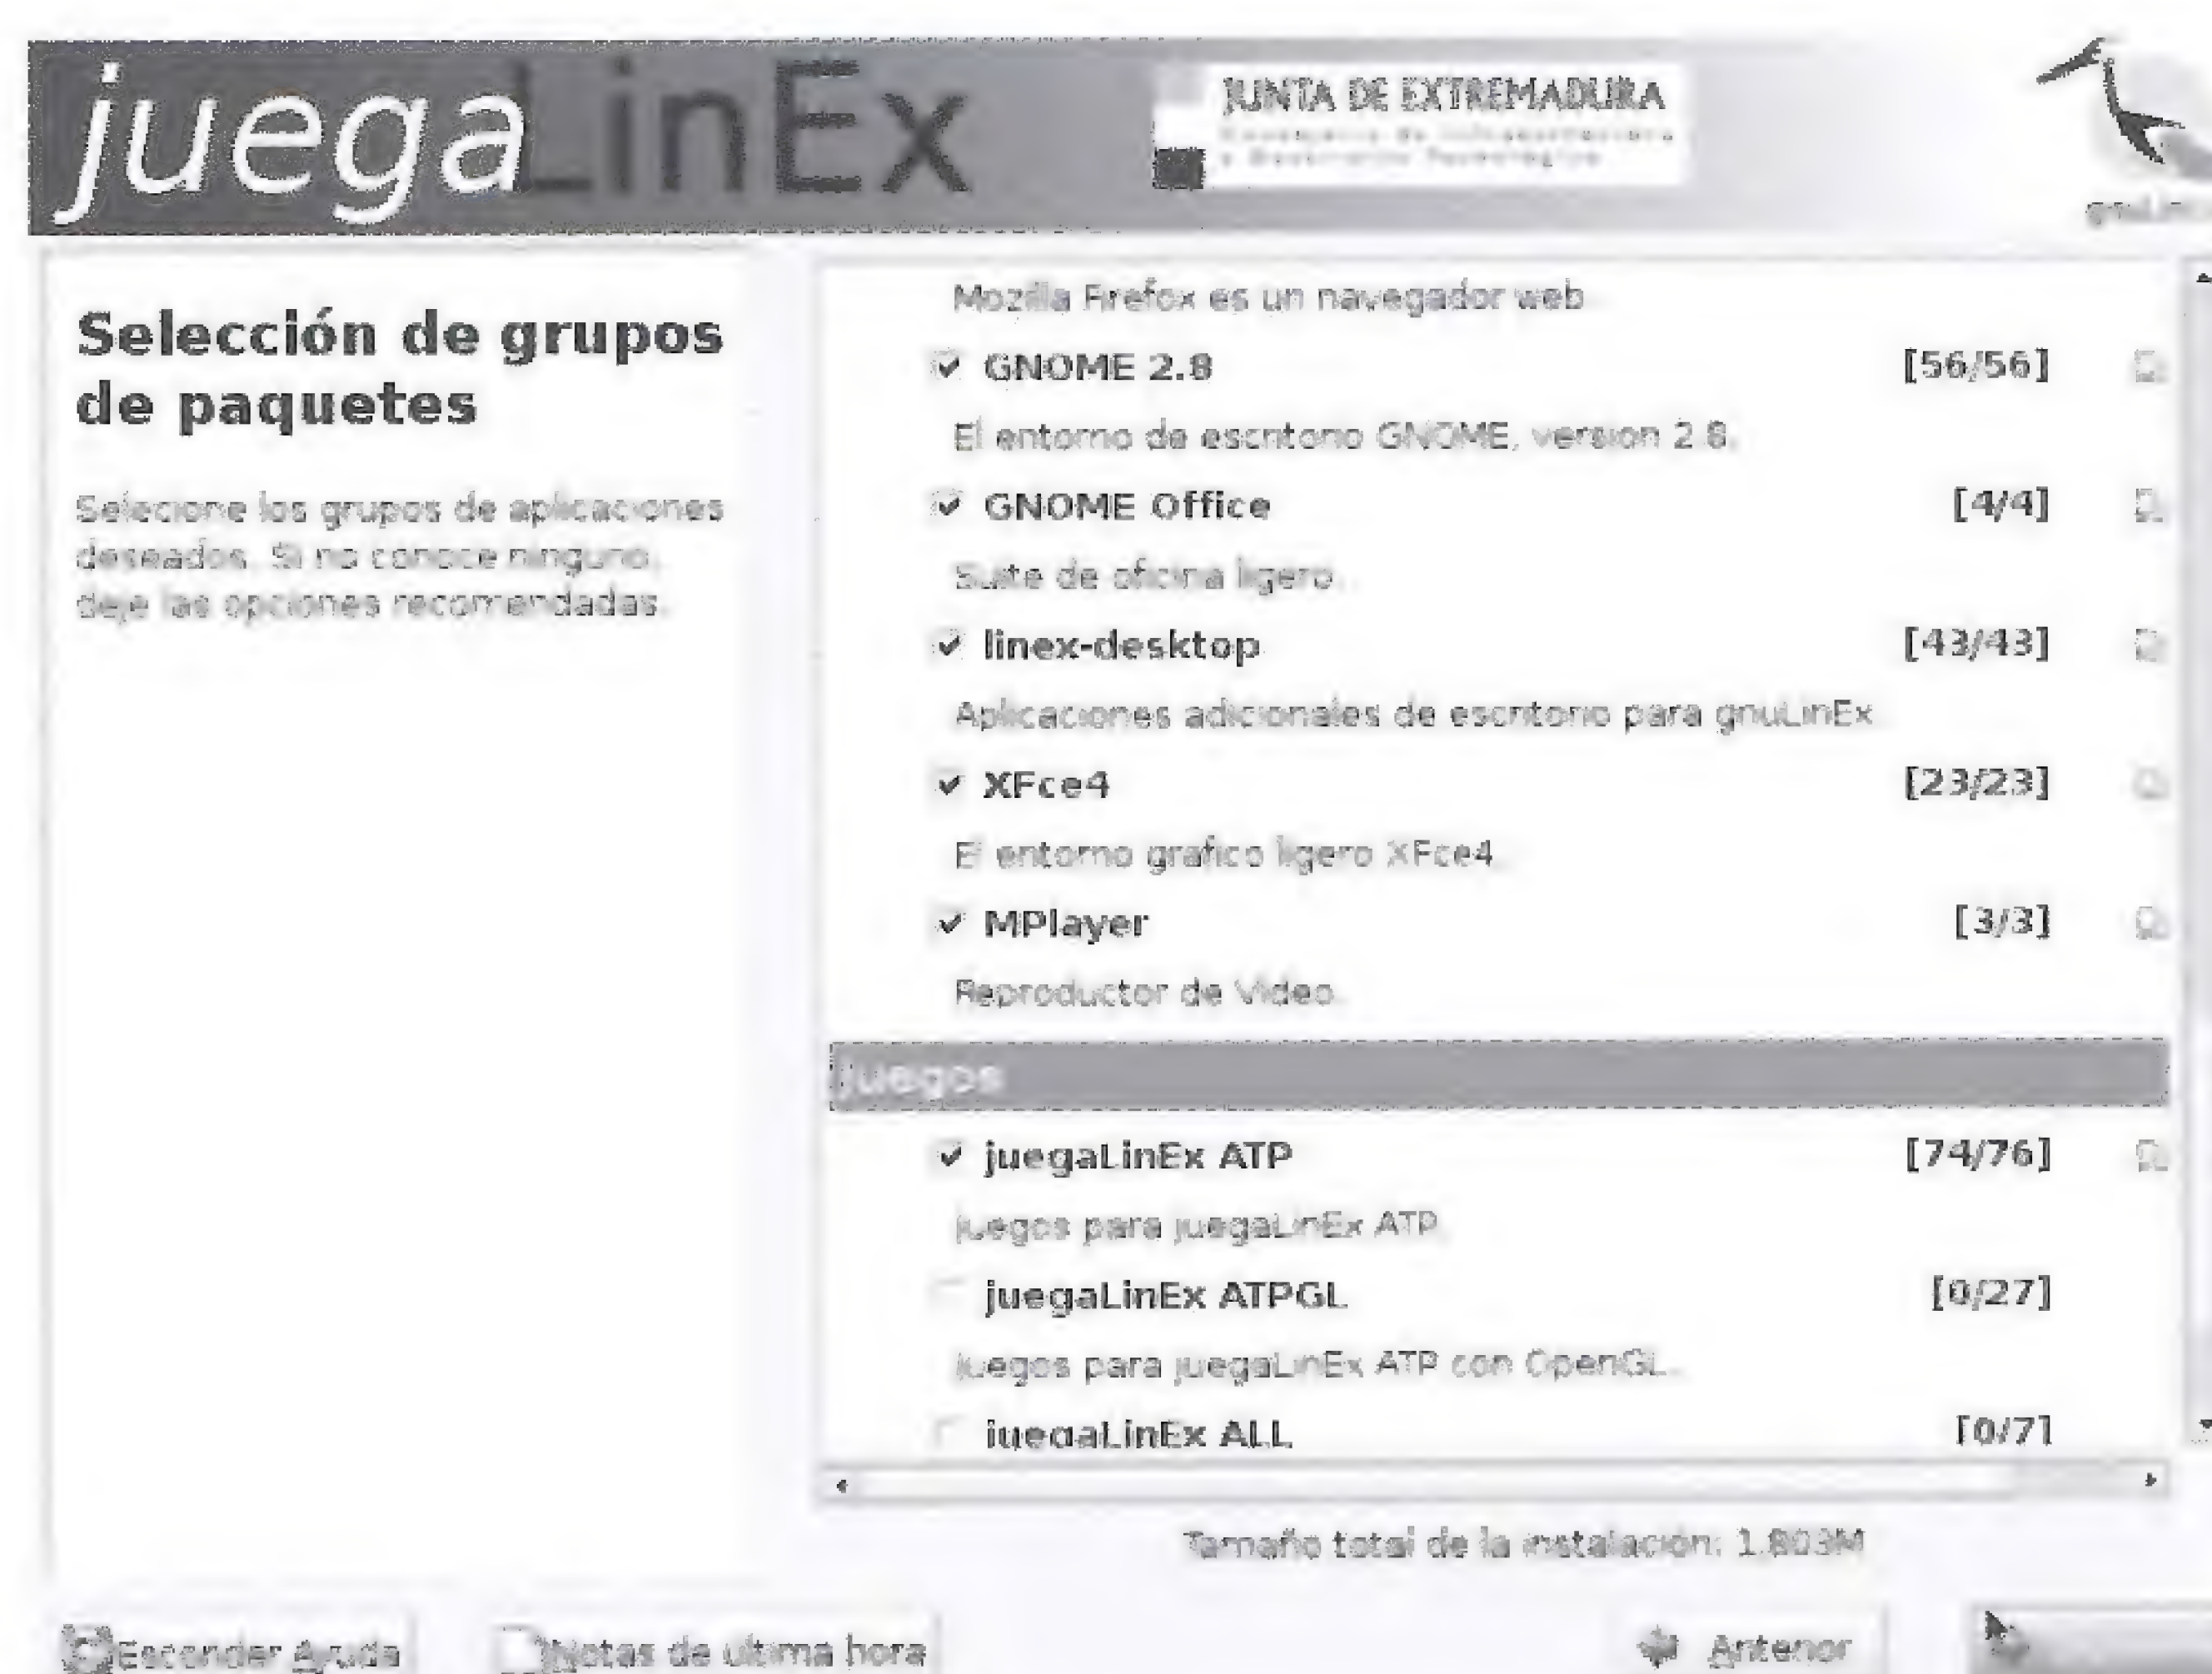 juegaLinEx
JUNTA DE EXTREMADURA
Selección de grupos
de paquetes
Selecione los grupos de aplicaciones
deseados. Si no conoce ninguno,
deje las opciones recomendadas.
Mozilla Firefox es un navegador web
GNOME 2.8 [56/56]
El entorno de escritorio GNOME, version 2.8.
GNOME Office [4/4]
Suite de oficina ligero.
linex-desktop [43/43]
Aplicaciones adicionales de escritorio para gnuLinEx
XFce4 [23/23]
El entorno grafico ligero XFce4.
MPlayer [3/3]
Reproductor de Video.
Juegos
juegaLinEx ATP [74/76]
Juegos para juegaLinEx ATP.
juegaLinEx ATPGL [0/27]
Juegos para juegaLinEx ATP con OpenGL.
juegaLinEx ALL [0/7]
Tamaño total de la instalación: 1.803M
Esconder Ayuda
Notas de ultima hora
Anterior